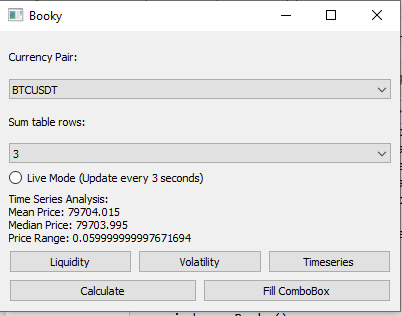 Booky
Currency Pair:
BTCUSDT
Sum table rows:
3
Live Mode (Update every 3 seconds)
Time Series Analysis:
Mean Price: 79704.015
Median Price: 79703.995
Price Range: 0.059999999997671694
Liquidity Volatility Timeseries
Calculate Fill ComboBox